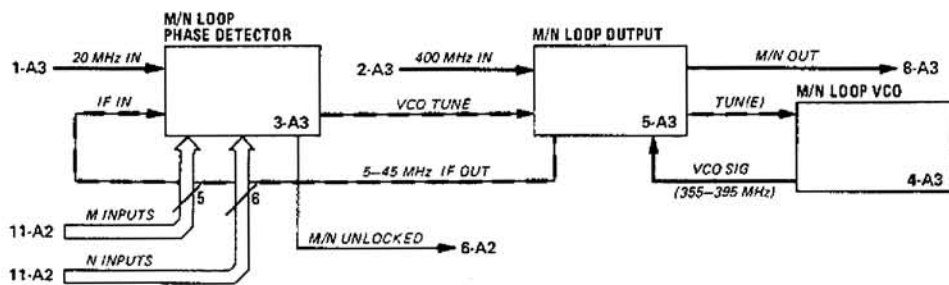 M/N LOOP
PHASE DETECTOR
M/N LOOP OUTPUT
1-A3
20 MHz IN
2-A3
400 MHz IN
M/N OUT
8-A3
M/N LOOP VCO
IF IN
VCO TUNE
TUN(E)
3-A3
5-A3
5–45 MHz IF OUT
VCO SIG
(355–395 MHz)
4-A3
5
6
M INPUTS
11-A2
M/N UNLOCKED
6-A2
N INPUTS
11-A2